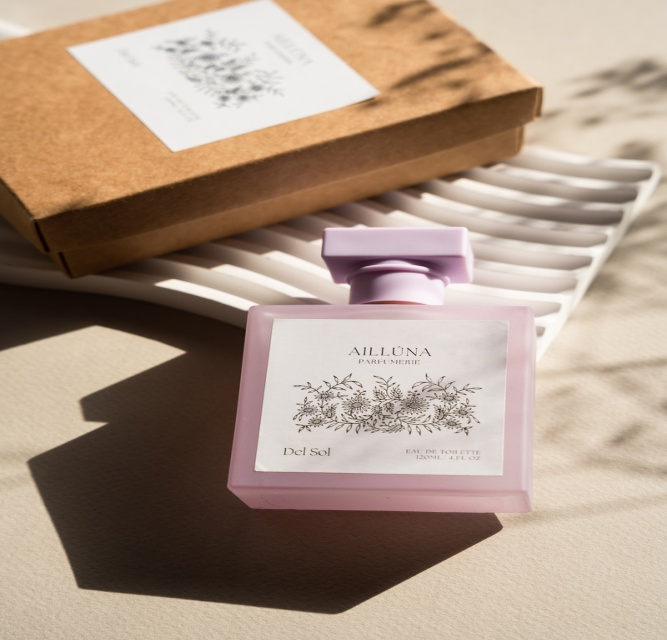 AILLÚNA
PARFUMERIE
Del Sol
EAU DE TOILETTE
120ML 4 FL OZ